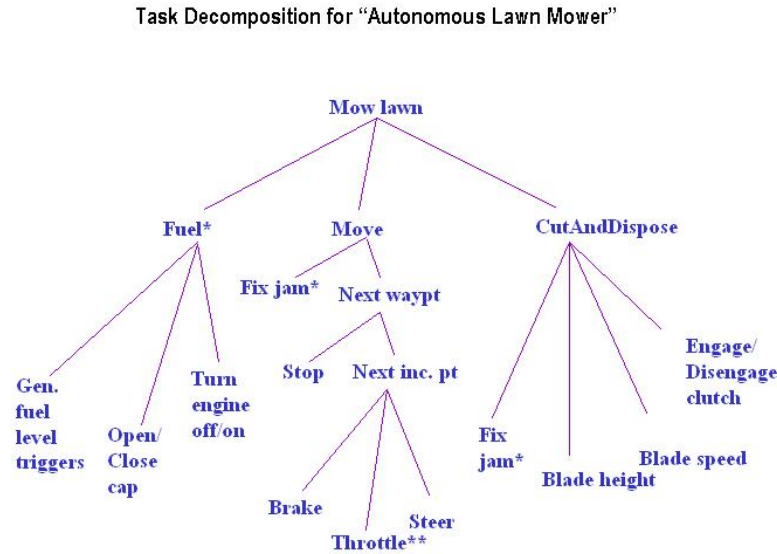 Task Decomposition for “Autonomous Lawn Mower”
Mow lawn
Fuel*
Move
CutAndDispose
Fix jam*
Next waypt
Gen.
fuel
level
triggers
Open/
Close
cap
Turn
engine
off/on
Stop
Next inc. pt
Brake
Throttle**
Steer
Fix
jam*
Blade height
Blade speed
Engage/
Disengage
clutch